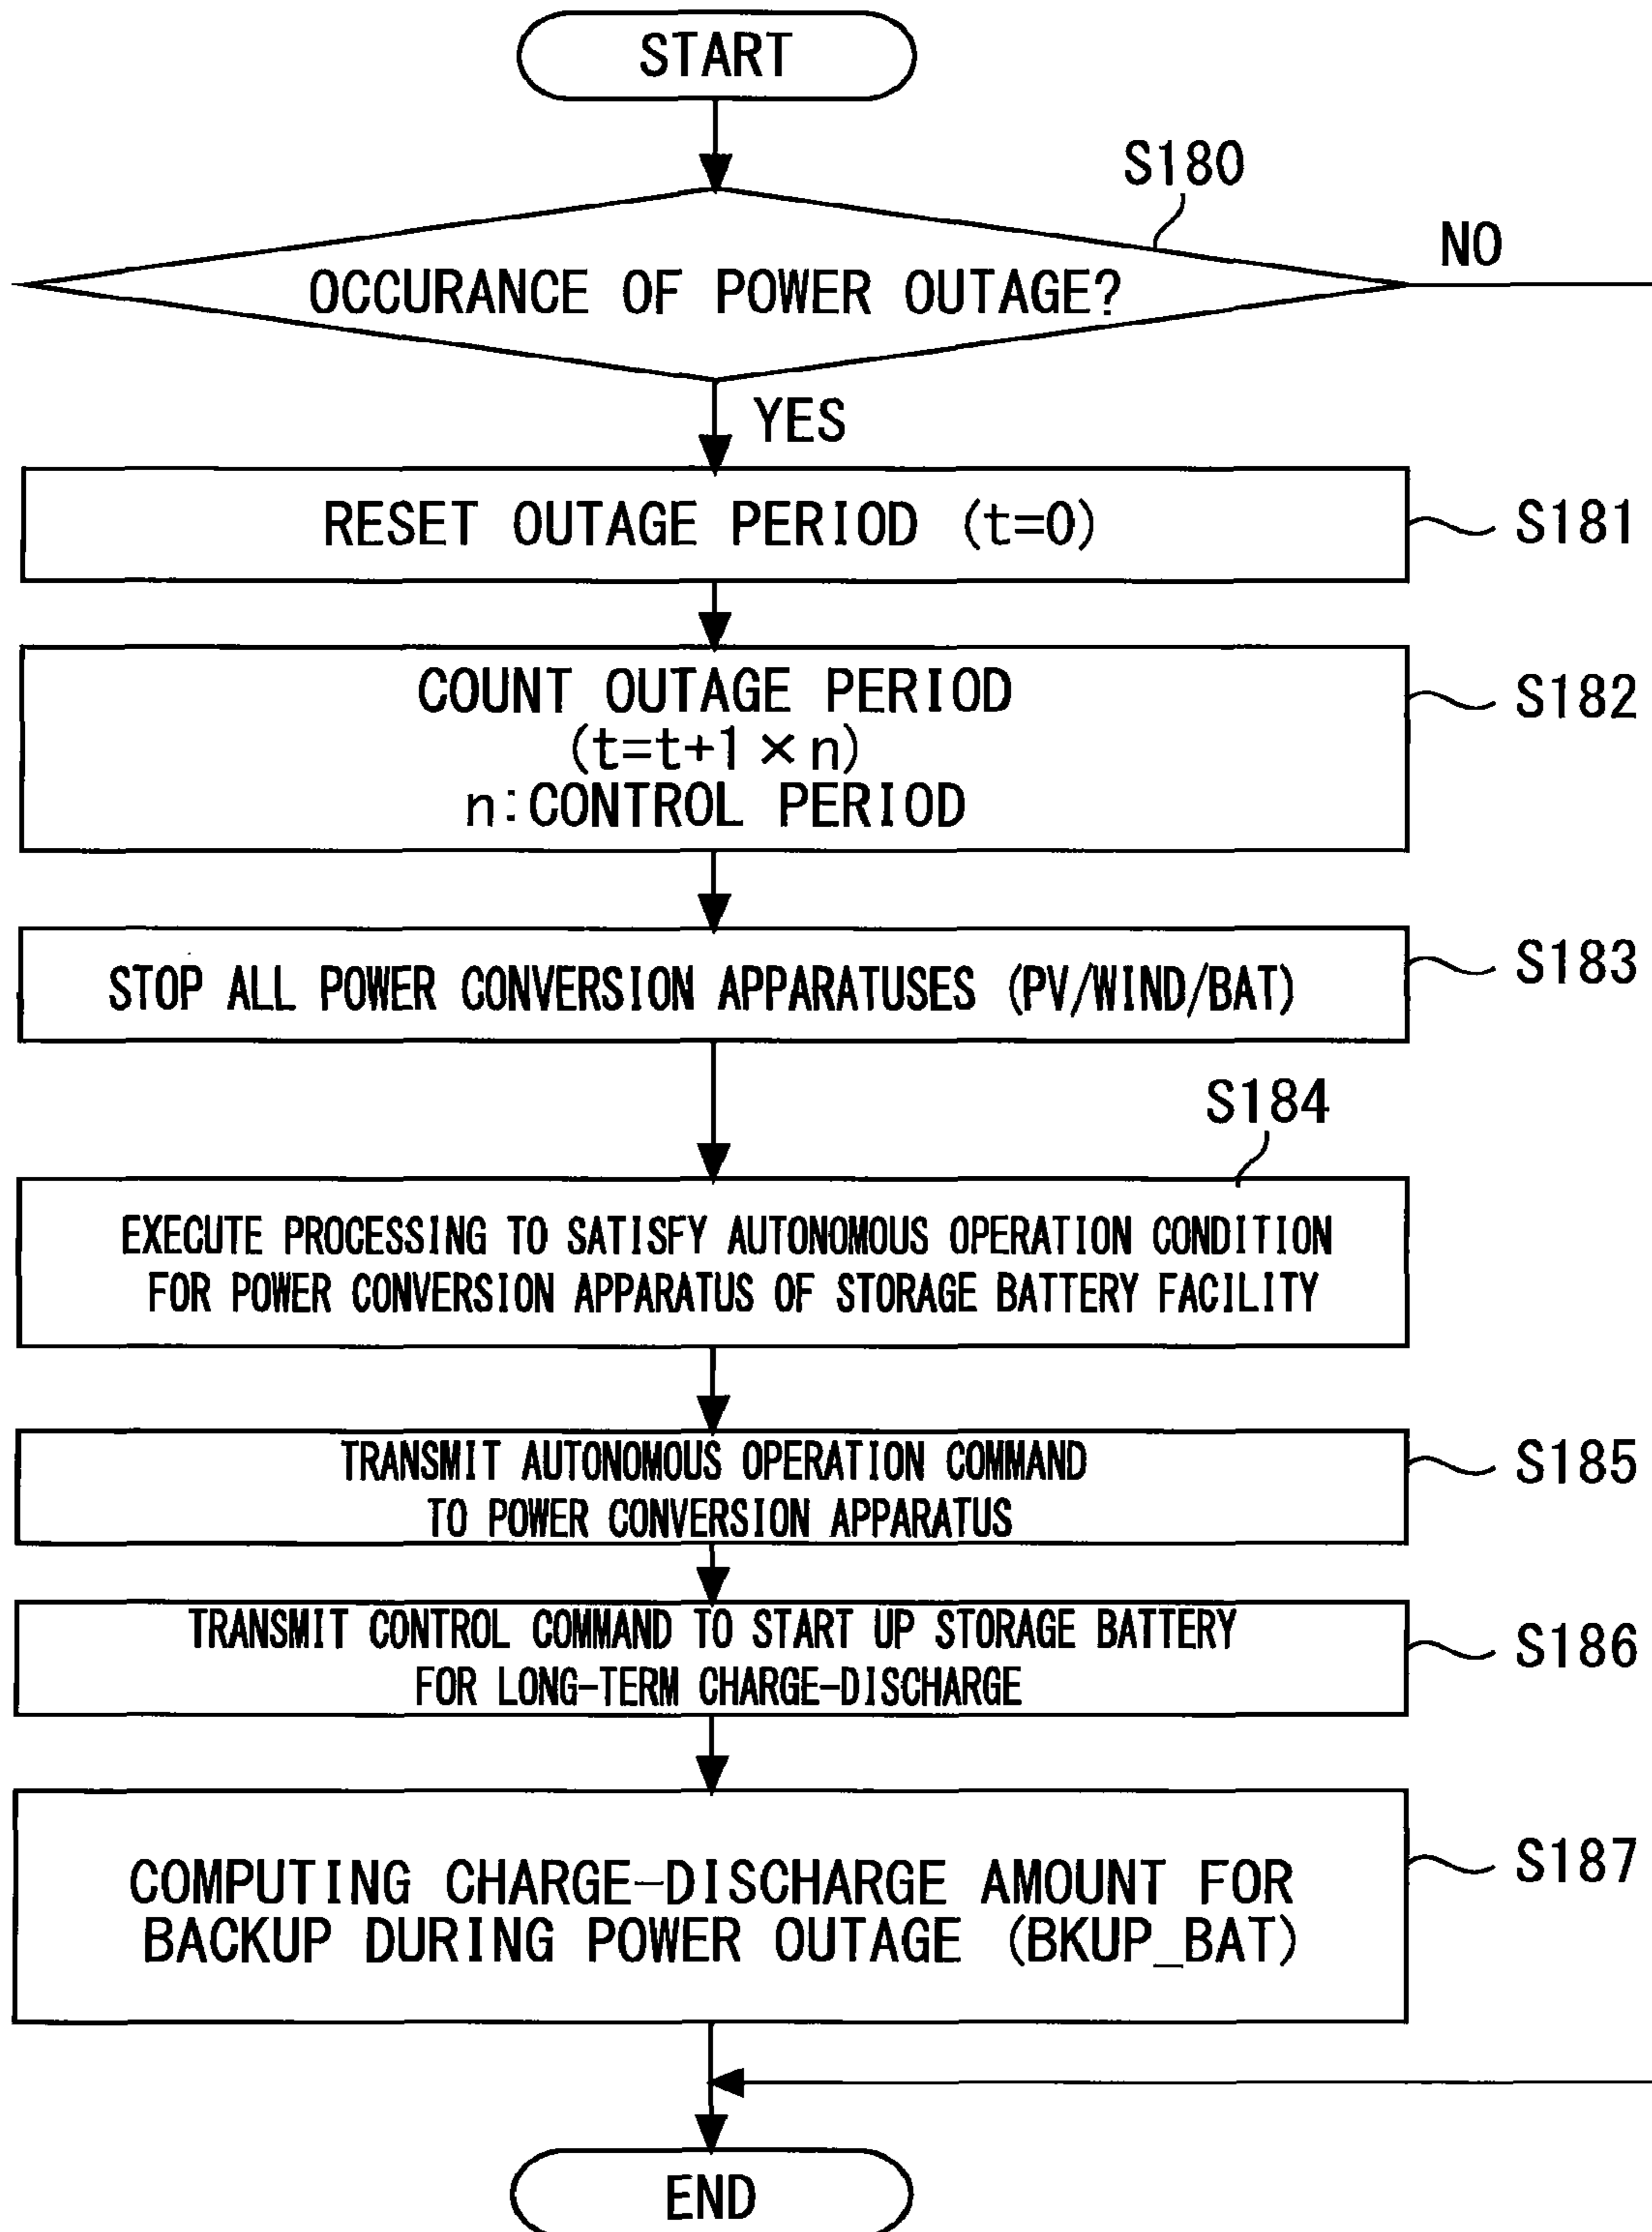 START
S180
NO
OCCURANCE OF POWER OUTAGE?
YES
RESET OUTAGE PERIOD (t=0)
S181
COUNT OUTAGE PERIOD
(t=t+1×n)
n:CONTROL PERIOD
S182
STOP ALL POWER CONVERSION APPARATUSES (PV/WIND/BAT)
S183
S184
EXECUTE PROCESSING TO SATISFY AUTONOMOUS OPERATION CONDITION
FOR POWER CONVERSION APPARATUS OF STORAGE BATTERY FACILITY
TRANSMIT AUTONOMOUS OPERATION COMMAND
TO POWER CONVERSION APPARATUS
S185
TRANSMIT CONTROL COMMAND TO START UP STORAGE BATTERY
FOR LONG-TERM CHARGE-DISCHARGE
S186
COMPUTING CHARGE-DISCHARGE AMOUNT FOR
BACKUP DURING POWER OUTAGE (BKUP_BAT)
S187
END